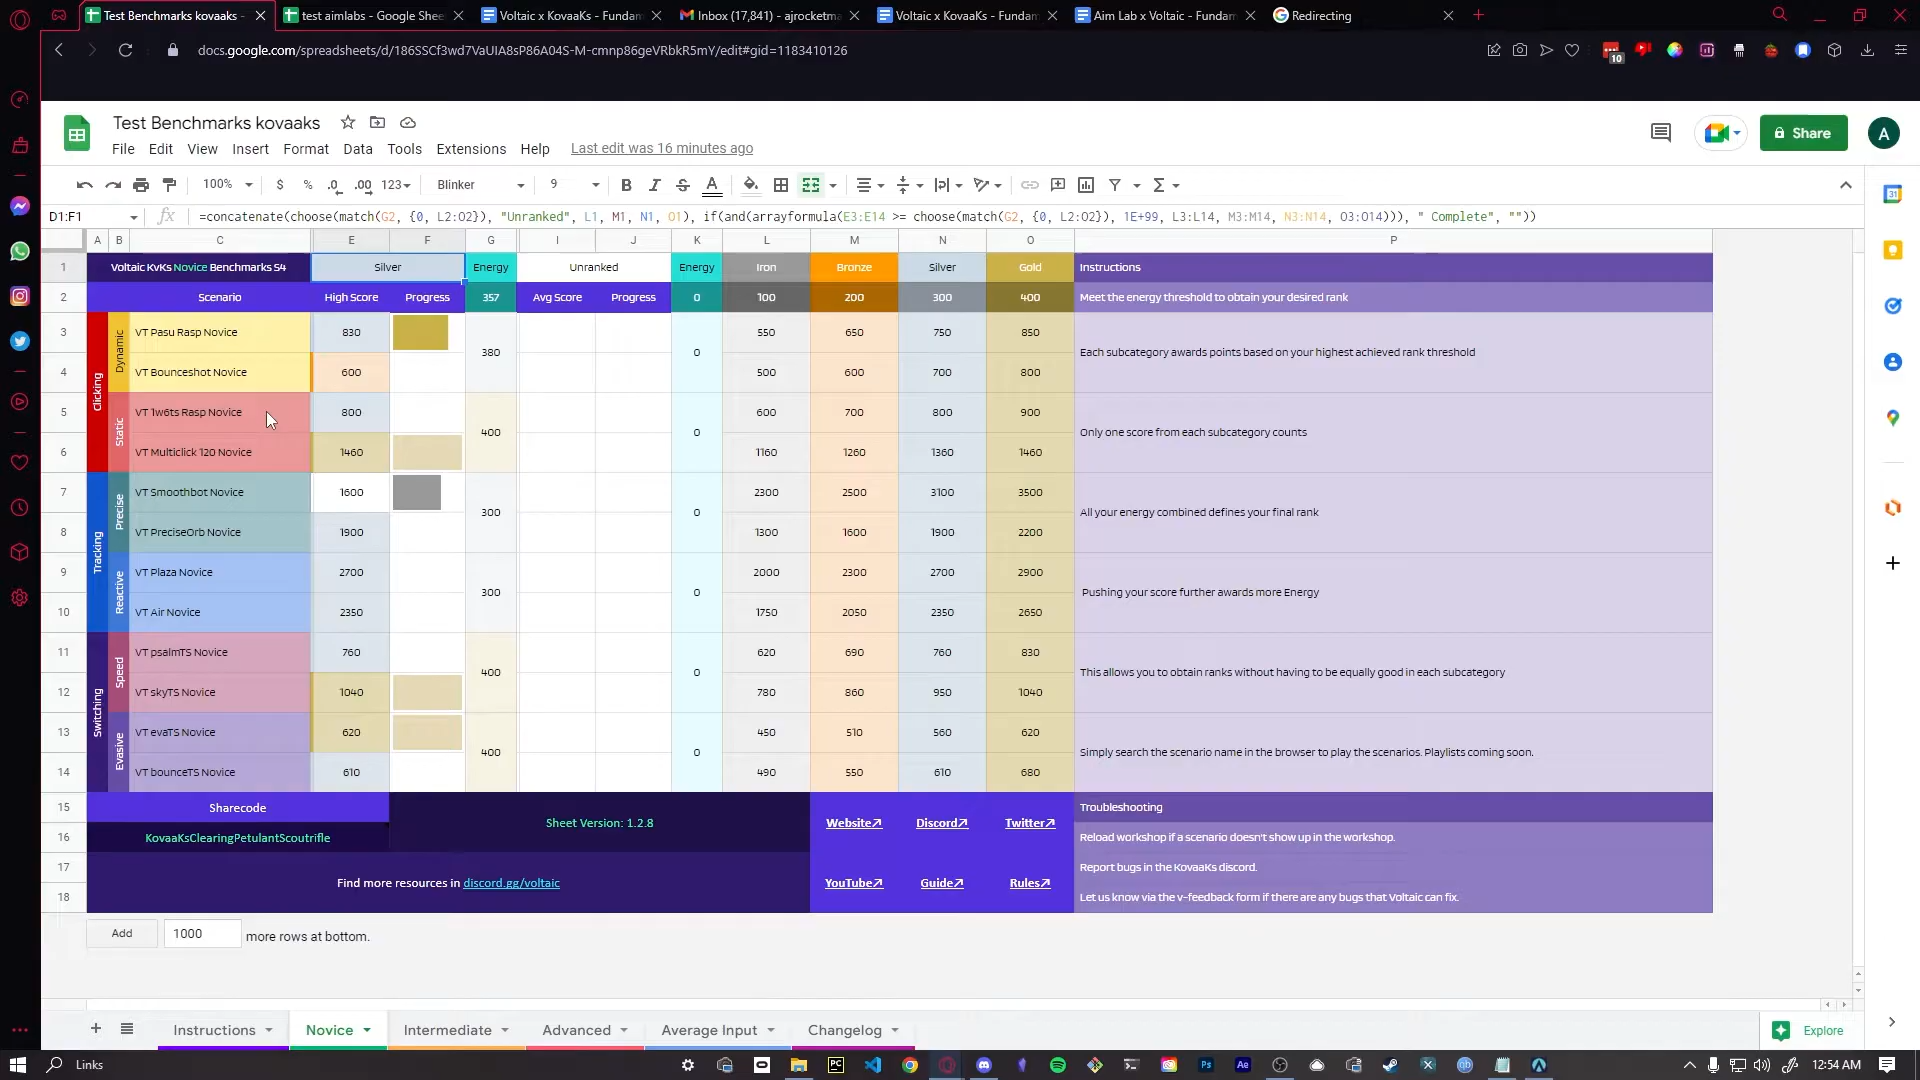 Test Benchmarks kovaaks -
test aimlabs - Google Shee
Voltaic x KovaaKs - Fundam
Inbox (17,841) - ajrocketma
Voltaic x KovaaKs - Fundam
Aim Lab x Voltaic - Fundam
Redirecting
docs.google.com/spreadsheets/d/186SSCf3wd7VaUIA8sP86A04S-M-cmnp86geVRbkR5mY/edit#gid=1183410126
10
Test Benchmarks kovaaks
File Edit View Insert Format Data Tools Extensions Help Last edit was 16 minutes ago
Share
A
100% $ % .0 .00 123 Blinker 9 B I S A
D1:F1 fx =concatenate(choose(match(G2, {0, L2:O2}), "Unranked", L1, M1, N1, O1), if(and(arrayformula(E3:E14 >= choose(match(G2, {0, L2:O2}), 1E+99, L3:L14, M3:M14, N3:N14, O3:O14))), " Complete", ""))
A B C E F G I J K L M N O P
1 Voltaic KvKs Novice Benchmarks S4 Silver Energy Unranked Energy Iron Bronze Silver Gold Instructions
2 Scenario High Score Progress 357 Avg Score Progress 0 100 200 300 400 Meet the energy threshold to obtain your desired rank
Clicking
Dynamic
3 VT Pasu Rasp Novice 830 550 650 750 850
380 0 Each subcategory awards points based on your highest achieved rank threshold
4 VT Bounceshot Novice 600 500 600 700 800
Static
5 VT 1w6ts Rasp Novice 800 600 700 800 900
400 0 Only one score from each subcategory counts
6 VT Multiclick 120 Novice 1460 1160 1260 1360 1460
Tracking
Precise
7 VT Smoothbot Novice 1600 2300 2500 3100 3500
300 0 All your energy combined defines your final rank
8 VT PreciseOrb Novice 1900 1300 1600 1900 2200
Reactive
9 VT Plaza Novice 2700 2000 2300 2700 2900
300 0 Pushing your score further awards more Energy
10 VT Air Novice 2350 1750 2050 2350 2650
Switching
Speed
11 VT psalmTS Novice 760 620 690 760 830
400 0 This allows you to obtain ranks without having to be equally good in each subcategory
12 VT skyTS Novice 1040 780 860 950 1040
Evasive
13 VT evaTS Novice 620 450 510 560 620
400 0 Simply search the scenario name in the browser to play the scenarios. Playlists coming soon.
14 VT bounceTS Novice 610 490 550 610 680
15 Sharecode Troubleshooting
Sheet Version: 1.2.8 Website↗ Discord↗ Twitter↗
16 KovaaKsClearingPetulantScoutrifle Reload workshop if a scenario doesn't show up in the workshop.
17 Report bugs in the KovaaKs discord.
Find more resources in discord.gg/voltaic YouTube↗ Guide↗ Rules↗
18 Let us know via the v-feedback form if there are any bugs that Voltaic can fix.
Add 1000 more rows at bottom.
Instructions Novice Intermediate Advanced Average Input Changelog Explore
Links 12:54 AM